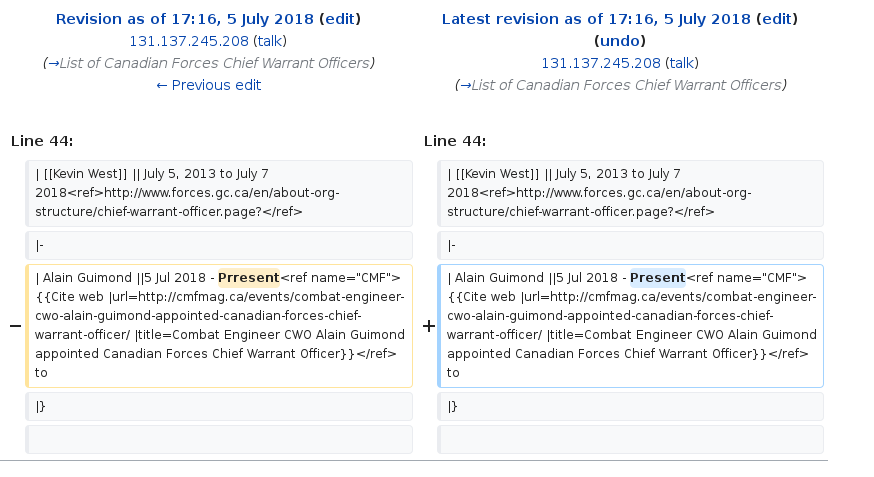 Revision as of 17:16, 5 July 2018 (edit)
131.137.245.208 (talk)
(→List of Canadian Forces Chief Warrant Officers)
← Previous edit
Latest revision as of 17:16, 5 July 2018 (edit)
(undo)
131.137.245.208 (talk)
(→List of Canadian Forces Chief Warrant Officers)
Line 44:
Line 44:
| [[Kevin West]] || July 5, 2013 to July 7
2018<ref>http://www.forces.gc.ca/en/about-org-
structure/chief-warrant-officer.page?</ref>
| [[Kevin West]] || July 5, 2013 to July 7
2018<ref>http://www.forces.gc.ca/en/about-org-
structure/chief-warrant-officer.page?</ref>
|-
|-
−
| Alain Guimond ||5 Jul 2018 - Prresent<ref name="CMF">
{{Cite web |url=http://cmfmag.ca/events/combat-engineer-
cwo-alain-guimond-appointed-canadian-forces-chief-
warrant-officer/ |title=Combat Engineer CWO Alain Guimond
appointed Canadian Forces Chief Warrant Officer}}</ref>
to
+
| Alain Guimond ||5 Jul 2018 - Present<ref name="CMF">
{{Cite web |url=http://cmfmag.ca/events/combat-engineer-
cwo-alain-guimond-appointed-canadian-forces-chief-
warrant-officer/ |title=Combat Engineer CWO Alain Guimond
appointed Canadian Forces Chief Warrant Officer}}</ref>
to
|}
|}